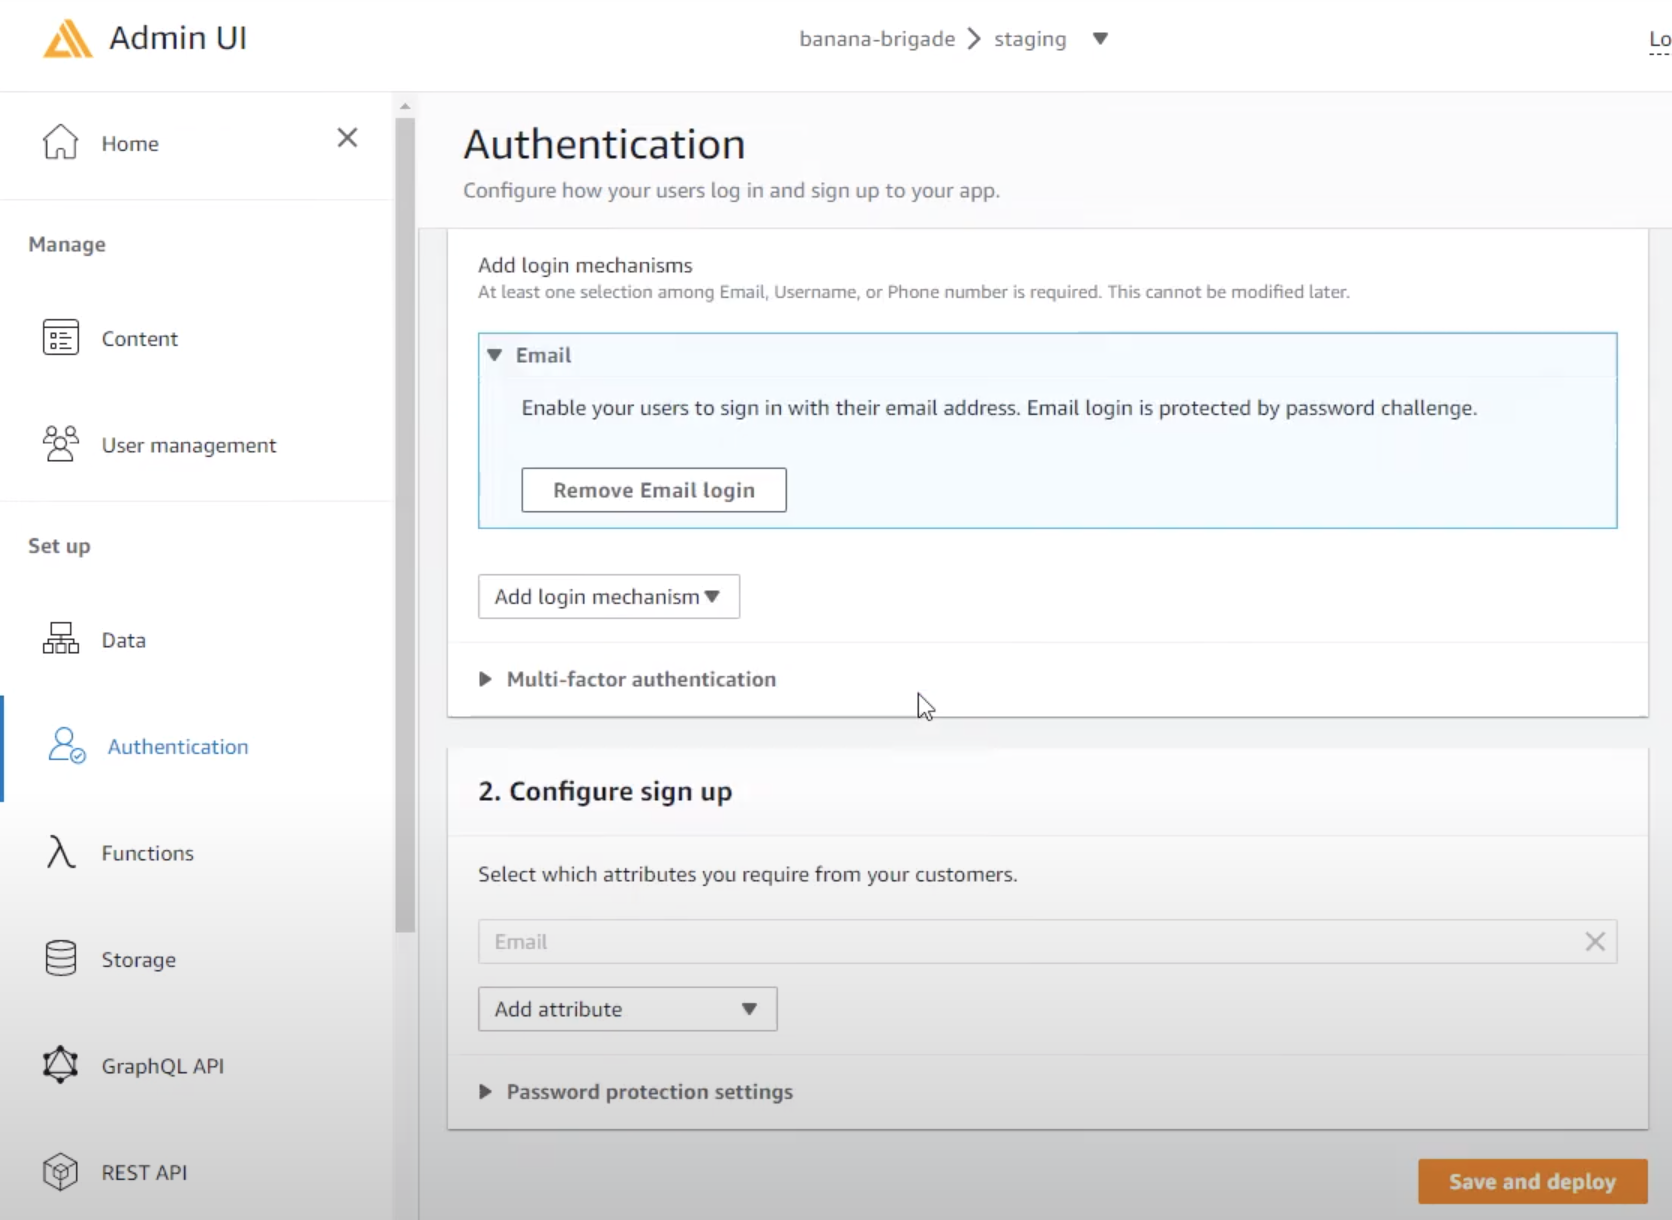 Admin UI
banana-brigade > staging
Lo
Home
Manage
Content
User management
Set up
Data
Authentication
Functions
Storage
GraphQL API
REST API
Authentication
Configure how your users log in and sign up to your app.
Add login mechanisms
At least one selection among Email, Username, or Phone number is required. This cannot be modified later.
Email
Enable your users to sign in with their email address. Email login is protected by password challenge.
Remove Email login
Add login mechanism
Multi-factor authentication
2. Configure sign up
Select which attributes you require from your customers.
Email
Add attribute
Password protection settings
Save and deploy